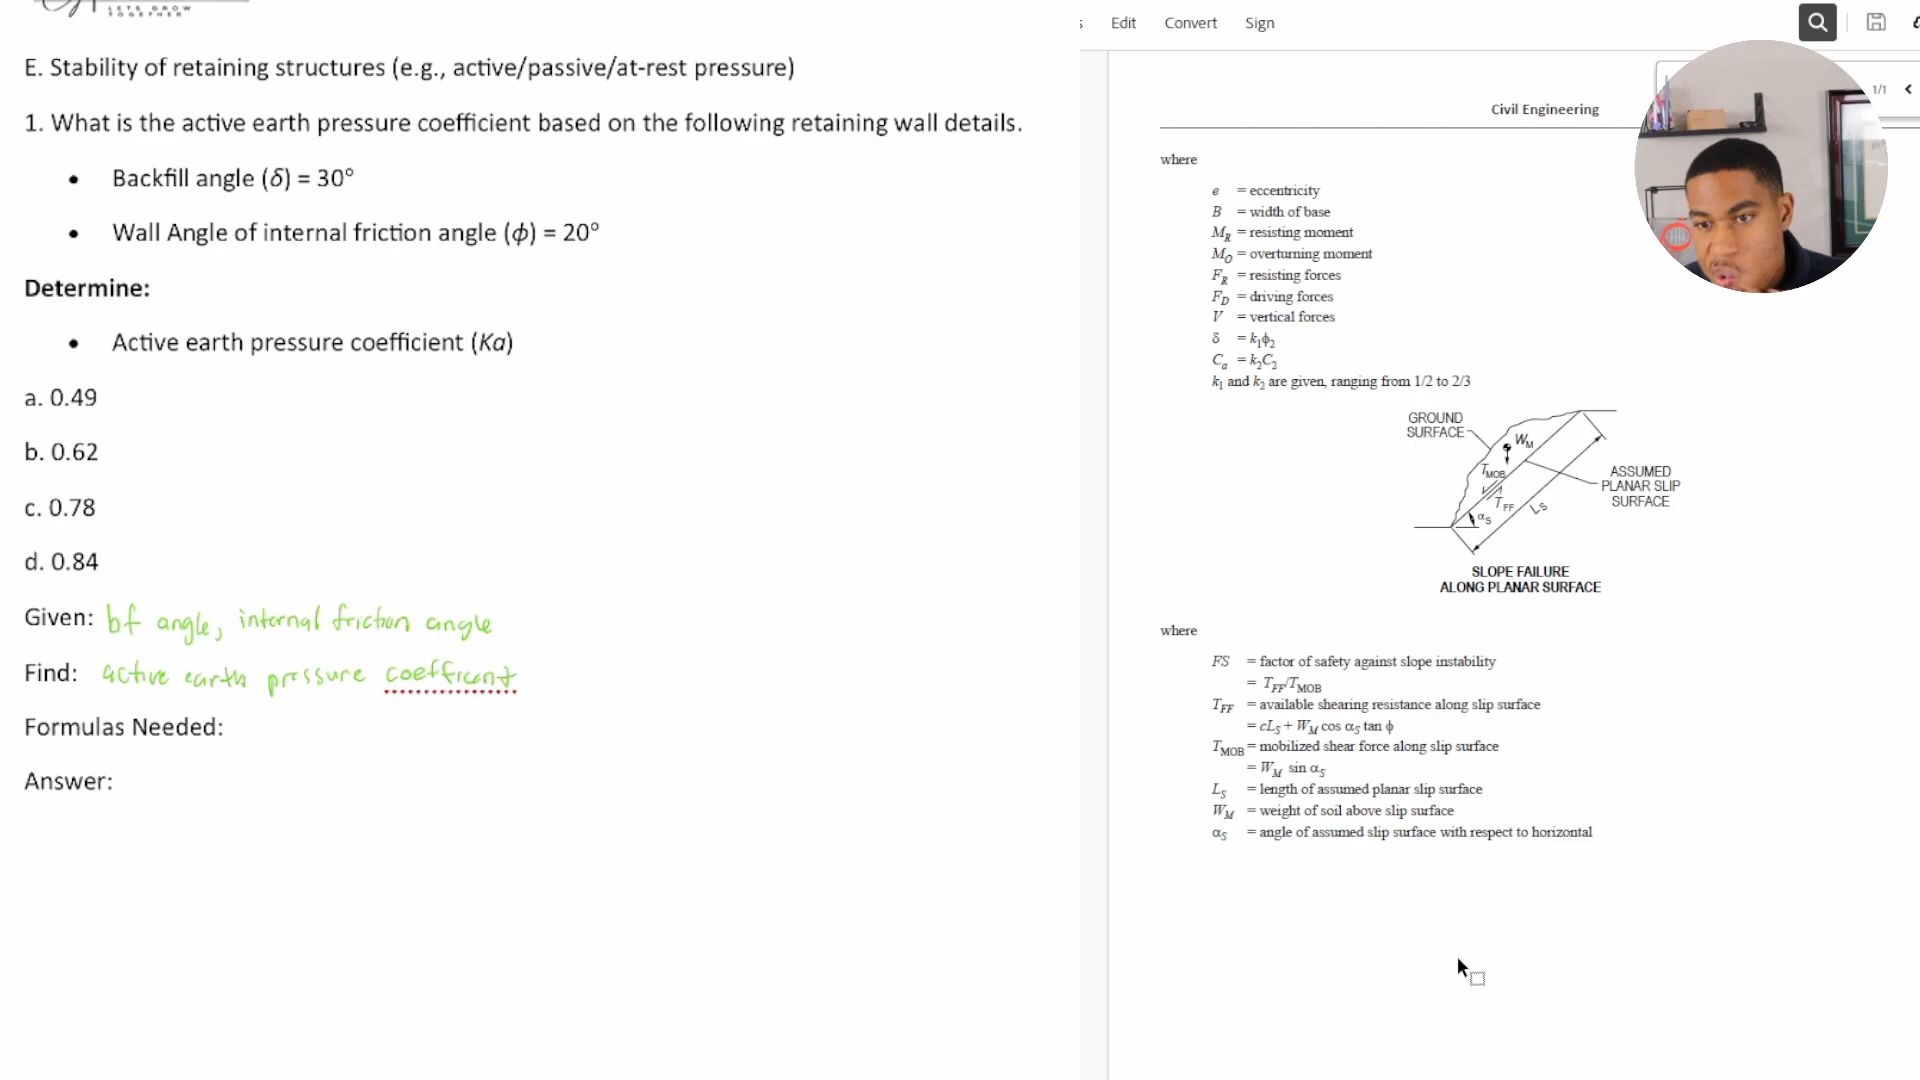 LETS GROW
TOGETHER
E. Stability of retaining structures (e.g., active/passive/at-rest pressure)
1. What is the active earth pressure coefficient based on the following retaining wall details.
• Backfill angle (δ) = 30°
• Wall Angle of internal friction angle (ϕ) = 20°
Determine:
• Active earth pressure coefficient (Ka)
a. 0.49
b. 0.62
c. 0.78
d. 0.84
Given: bf angle, internal friction angle
Find: active earth pressure coefficent
Formulas Needed:
Answer:
Edit Convert Sign
1/1
Civil Engineering
where
e = eccentricity
B = width of base
M_R = resisting moment
M_O = overturning moment
F_R = resisting forces
F_D = driving forces
V = vertical forces
δ = k₁ϕ₂
C_a = k₂C₂
k₁ and k₂ are given, ranging from 1/2 to 2/3
GROUND
SURFACE
W_M
T_MOB
T_FF
α_S
L_S
ASSUMED
PLANAR SLIP
SURFACE
SLOPE FAILURE
ALONG PLANAR SURFACE
where
FS = factor of safety against slope instability
= T_FF/T_MOB
T_FF = available shearing resistance along slip surface
= cL_S + W_M cos α_S tan ϕ
T_MOB = mobilized shear force along slip surface
= W_M sin α_S
L_S = length of assumed planar slip surface
W_M = weight of soil above slip surface
α_S = angle of assumed slip surface with respect to horizontal